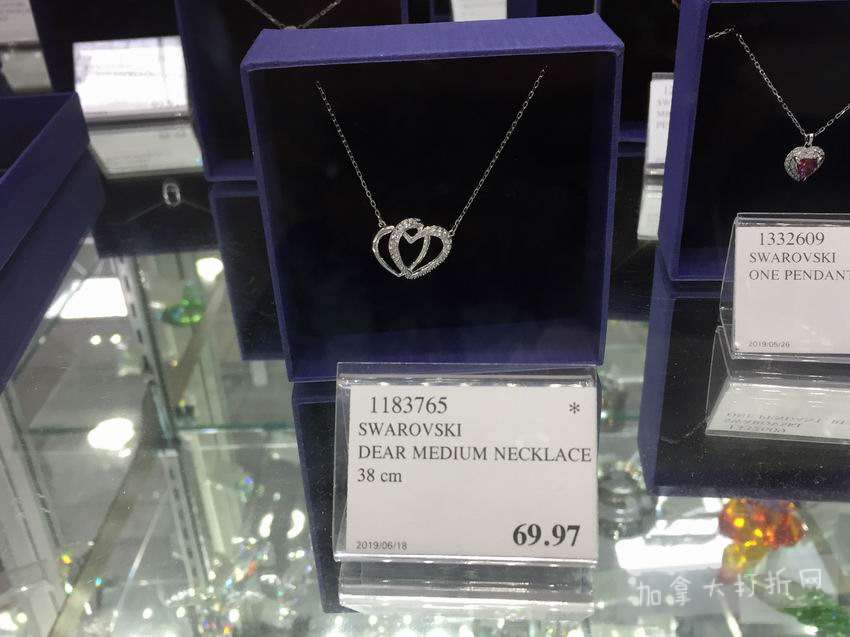 1183765 *
SWAROVSKI
DEAR MEDIUM NECKLACE
38 cm
2019/06/18 69.97
1332609
SWAROVSKI
ONE PENDANT
2019/05/26
加拿大打折网